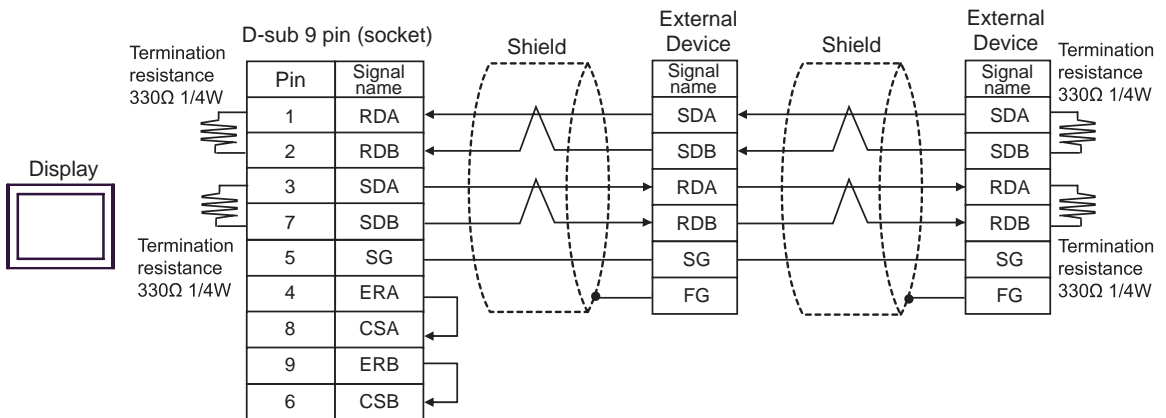 External
Device
External
Device
D-sub 9 pin (socket)
Shield
Shield
Termination
resistance
330Ω 1/4W
Termination
resistance
330Ω 1/4W
Pin Signal name
Signal name
Signal name
1 RDA SDA SDA
2 RDB SDB SDB
Display
3 SDA RDA RDA
7 SDB RDB RDB
Termination
resistance
330Ω 1/4W
Termination
resistance
330Ω 1/4W
5 SG SG SG
4 ERA FG FG
8 CSA
9 ERB
6 CSB